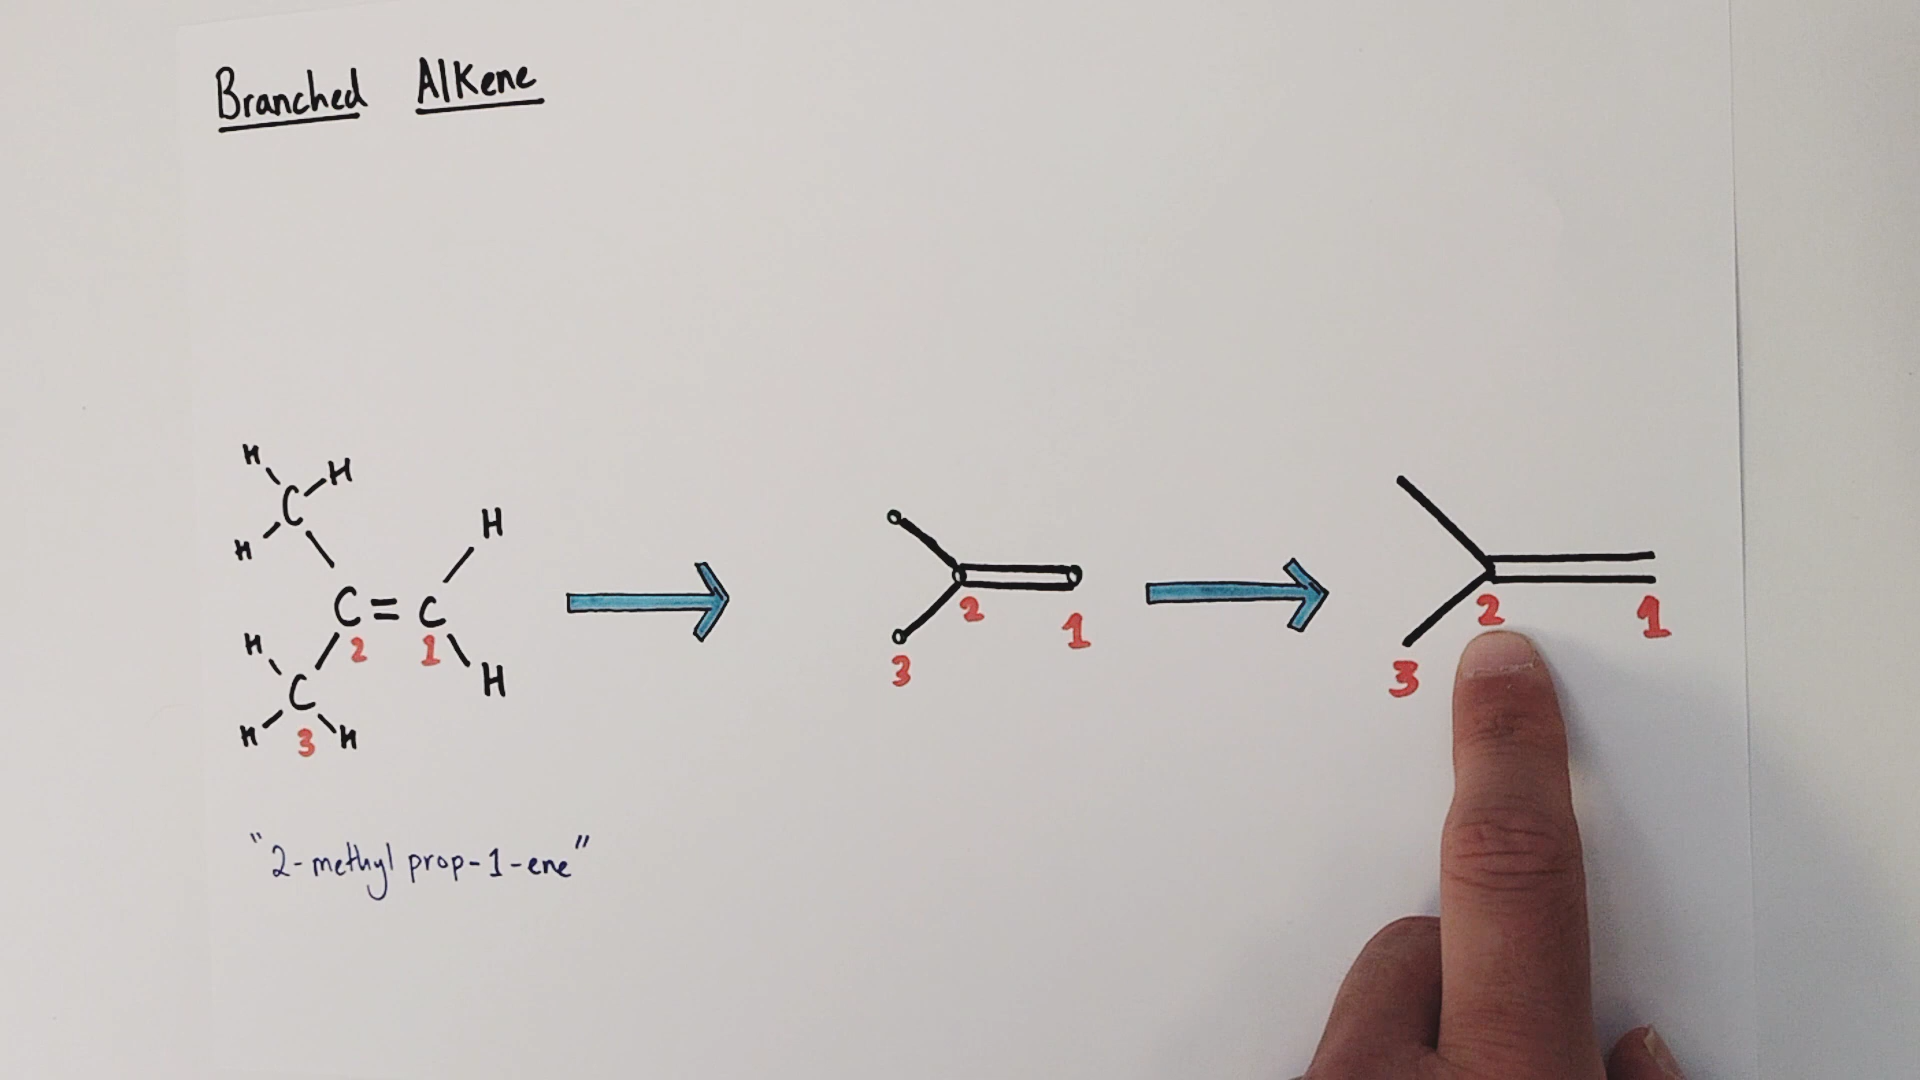 Branched Alkene
H
H
C
H
H
C = C
2 1
H
H
C
H 3 H
2 1
3
2 1
3
"2-methyl prop-1-ene"